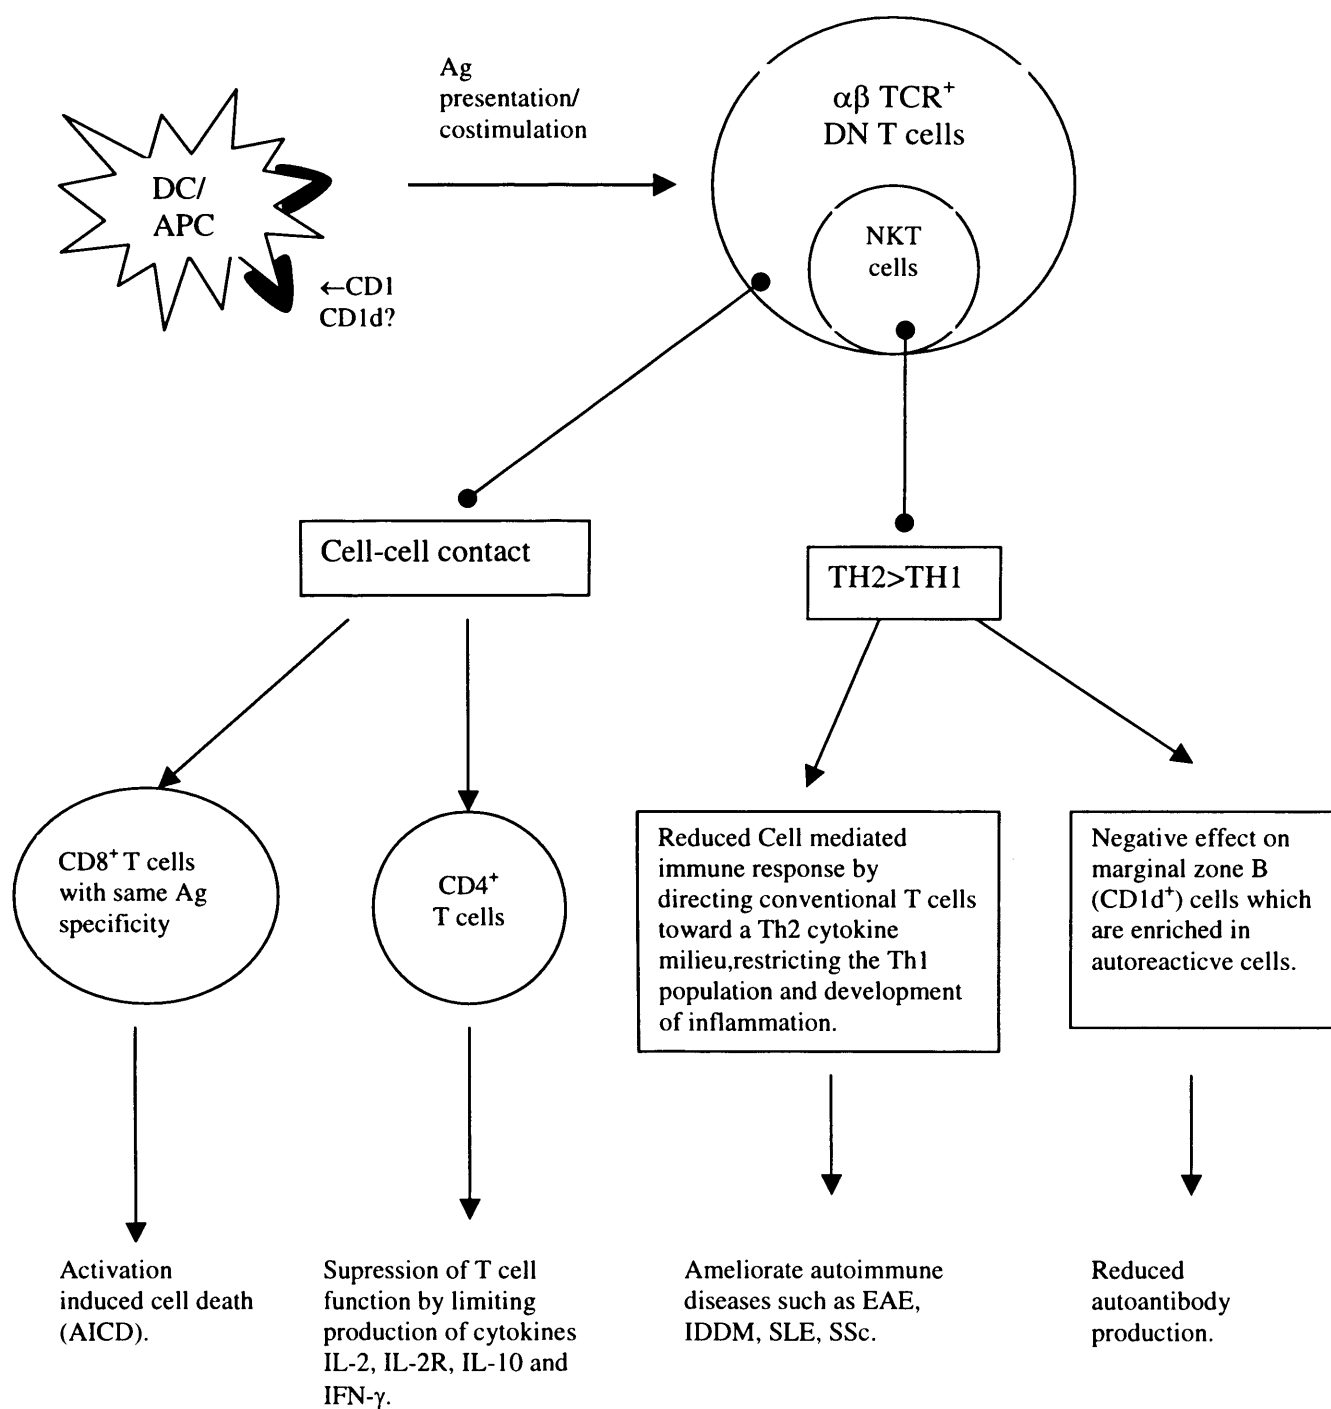 Ag
presentation/
costimulation
αβ TCR⁺
DN T cells
DC/
APC
NKT
cells
←CD1
CD1d?
Cell-cell contact
TH2>TH1
CD8⁺ T cells
with same Ag
specificity
CD4⁺
T cells
Reduced Cell mediated
immune response by
directing conventional T cells
toward a Th2 cytokine
milieu,restricting the Th1
population and development
of inflammation.
Negative effect on
marginal zone B
(CD1d⁺) cells which
are enriched in
autoreacticve cells.
Activation
induced cell death
(AICD).
Supression of T cell
function by limiting
production of cytokines
IL-2, IL-2R, IL-10 and
IFN-γ.
Ameliorate autoimmune
diseases such as EAE,
IDDM, SLE, SSc.
Reduced
autoantibody
production.